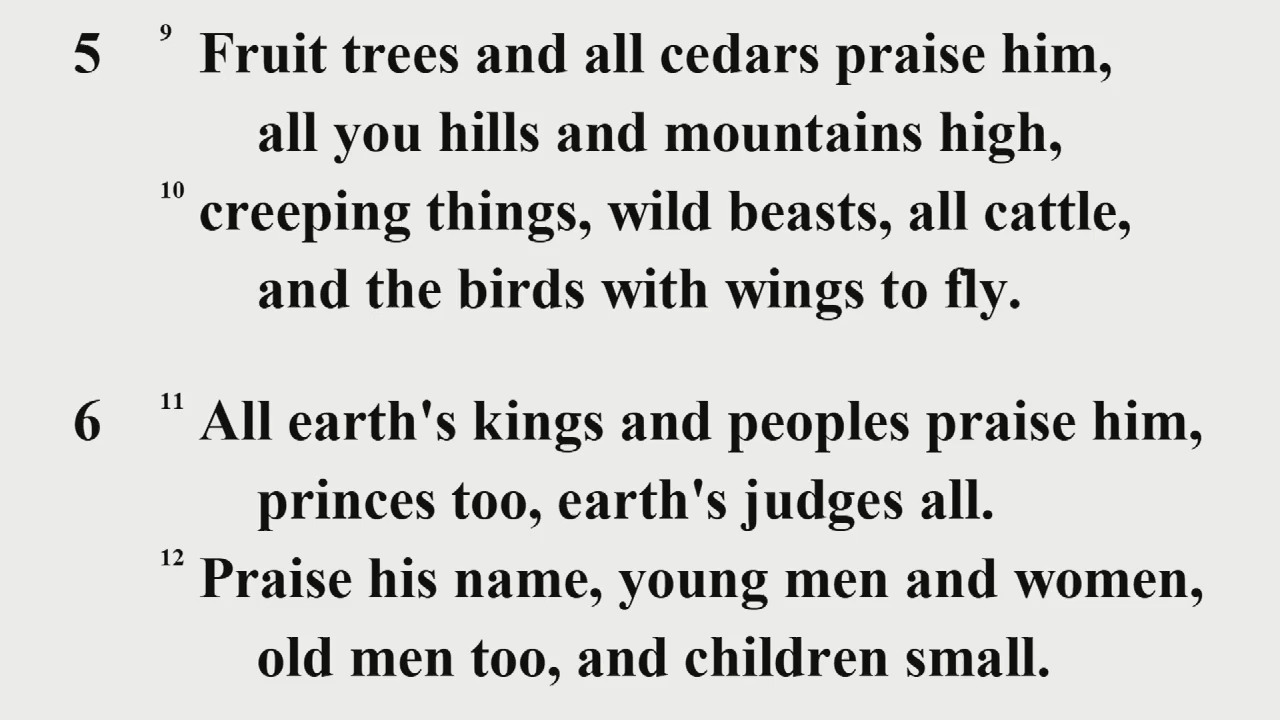 5 9 Fruit trees and all cedars praise him,
all you hills and mountains high,
10 creeping things, wild beasts, all cattle,
and the birds with wings to fly.
6 11 All earth's kings and peoples praise him,
princes too, earth's judges all.
12 Praise his name, young men and women,
old men too, and children small.